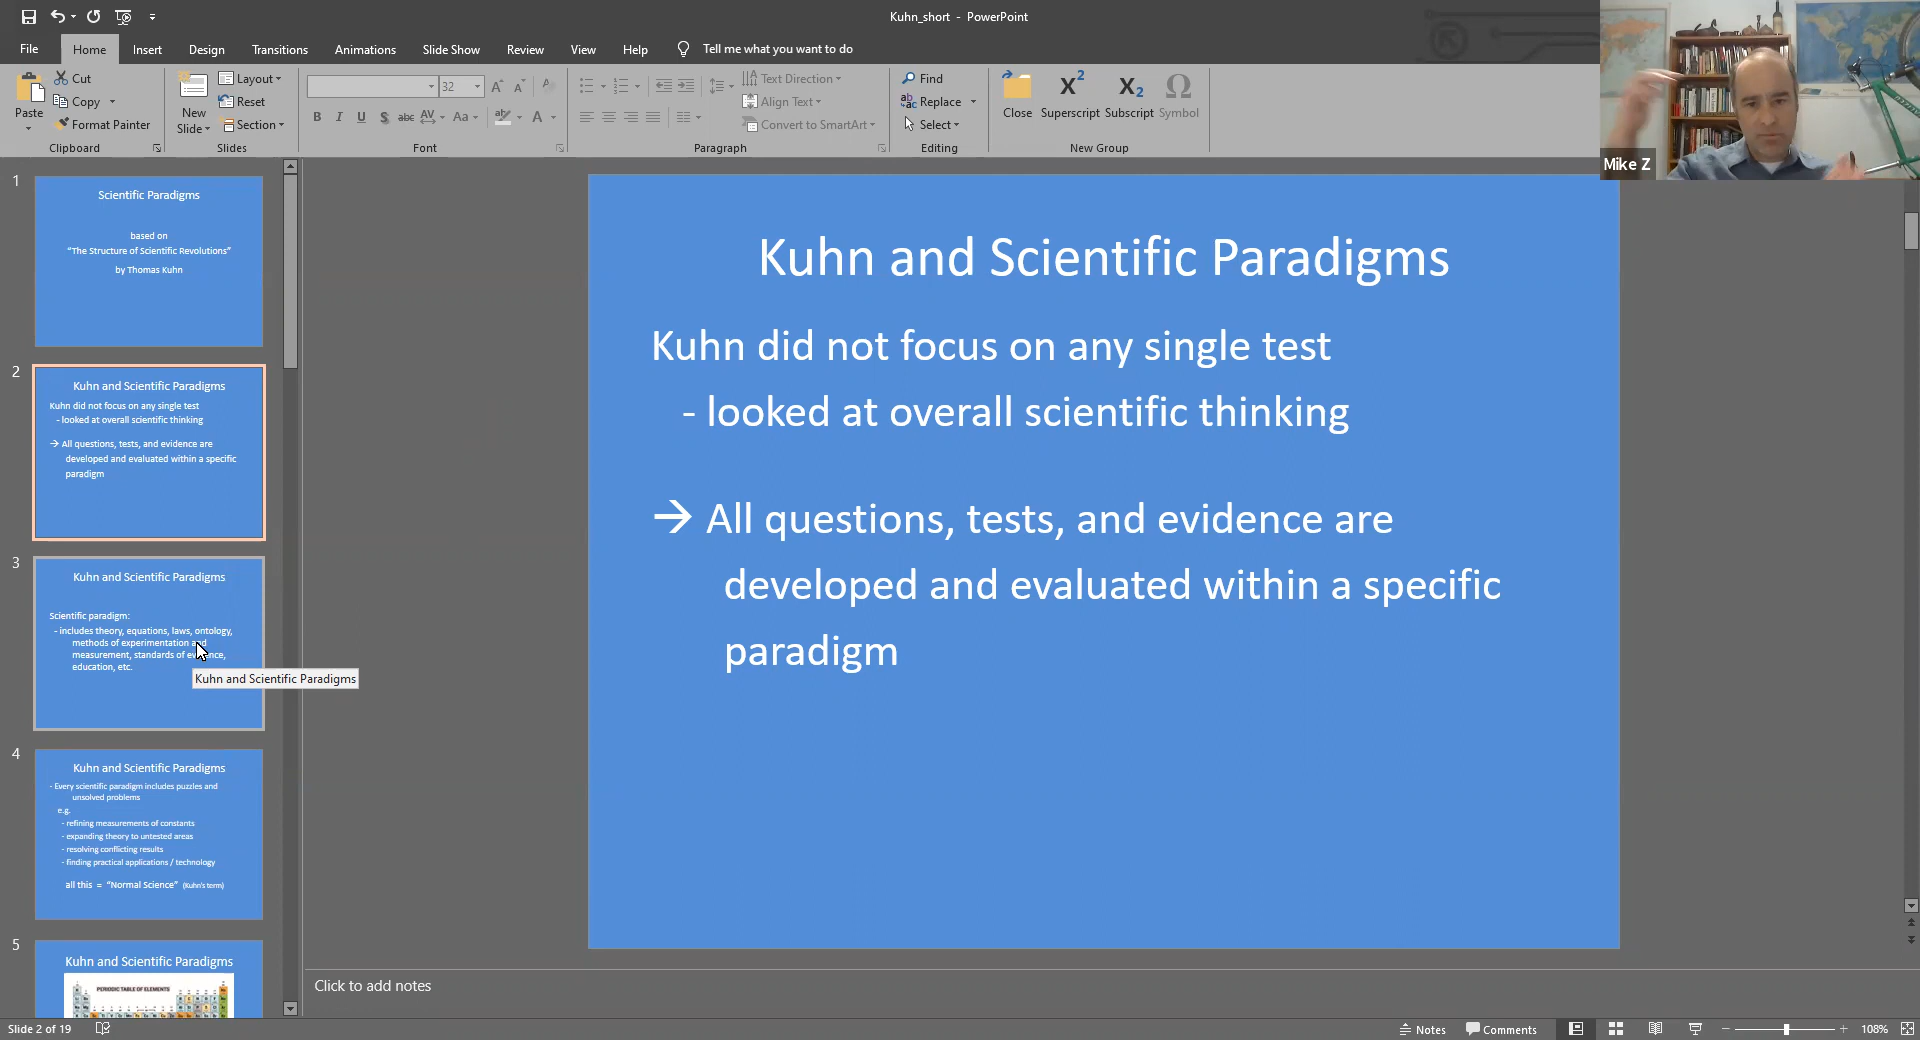 Kuhn_short - PowerPoint
File Home Insert Design Transitions Animations Slide Show Review View Help Tell me what you want to do
Paste
Cut
Copy
Format Painter
Clipboard
New
Slide
Layout
Reset
Section
Slides
32
B I U S abc AV Aa A
Font
Text Direction
Align Text
Convert to SmartArt
Paragraph
Find
Replace
Select
Editing
Close Superscript Subscript Symbol
New Group
Mike Z
1
Scientific Paradigms
based on
“The Structure of Scientific Revolutions”
by Thomas Kuhn
2
Kuhn and Scientific Paradigms
Kuhn did not focus on any single test
- looked at overall scientific thinking
→ All questions, tests, and evidence are
developed and evaluated within a specific
paradigm
3
Kuhn and Scientific Paradigms
Scientific paradigm:
- includes theory, equations, laws, ontology,
methods of experimentation and
measurement, standards of evidence,
education, etc.
Kuhn and Scientific Paradigms
4
Kuhn and Scientific Paradigms
- Every scientific paradigm includes puzzles and
unsolved problems
e.g.
- refining measurements of constants
- expanding theory to untested areas
- resolving conflicting results
- finding practical applications / technology
all this = “Normal Science” (Kuhn's term)
5
Kuhn and Scientific Paradigms
PERIODIC TABLE OF ELEMENTS
Kuhn and Scientific Paradigms
Kuhn did not focus on any single test
- looked at overall scientific thinking
→ All questions, tests, and evidence are
developed and evaluated within a specific
paradigm
Click to add notes
Slide 2 of 19
Notes Comments 108%